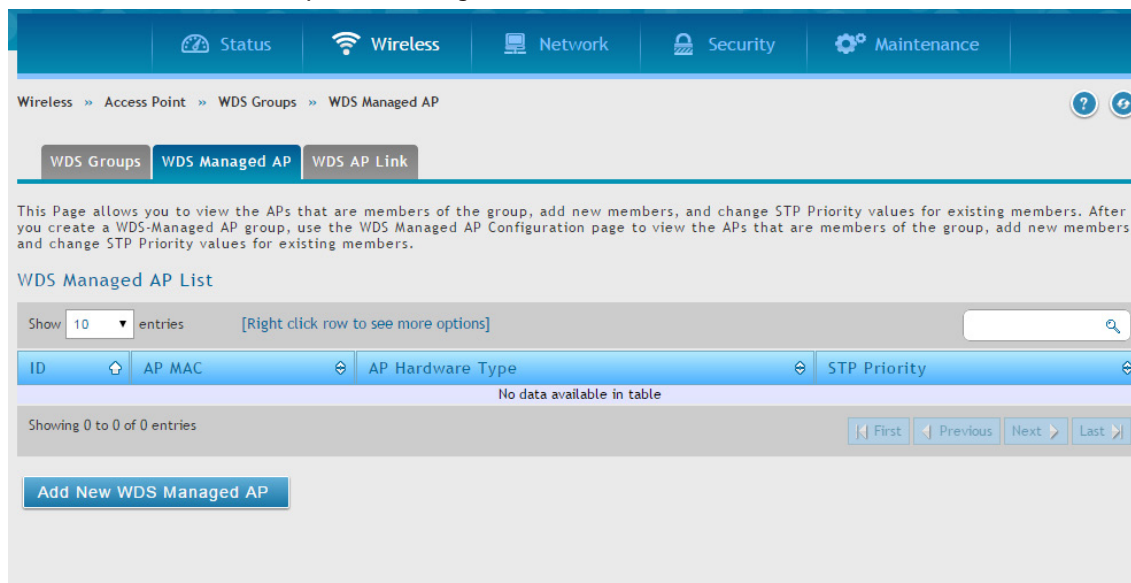 Status Wireless Network Security Maintenance
Wireless » Access Point » WDS Groups » WDS Managed AP
?
WDS Groups WDS Managed AP WDS AP Link
This Page allows you to view the APs that are members of the group, add new members, and change STP Priority values for existing members. After
you create a WDS-Managed AP group, use the WDS Managed AP Configuration page to view the APs that are members of the group, add new members
and change STP Priority values for existing members.
WDS Managed AP List
Show 10 entries [Right click row to see more options]
ID AP MAC AP Hardware Type STP Priority
No data available in table
Showing 0 to 0 of 0 entries First Previous Next Last
Add New WDS Managed AP